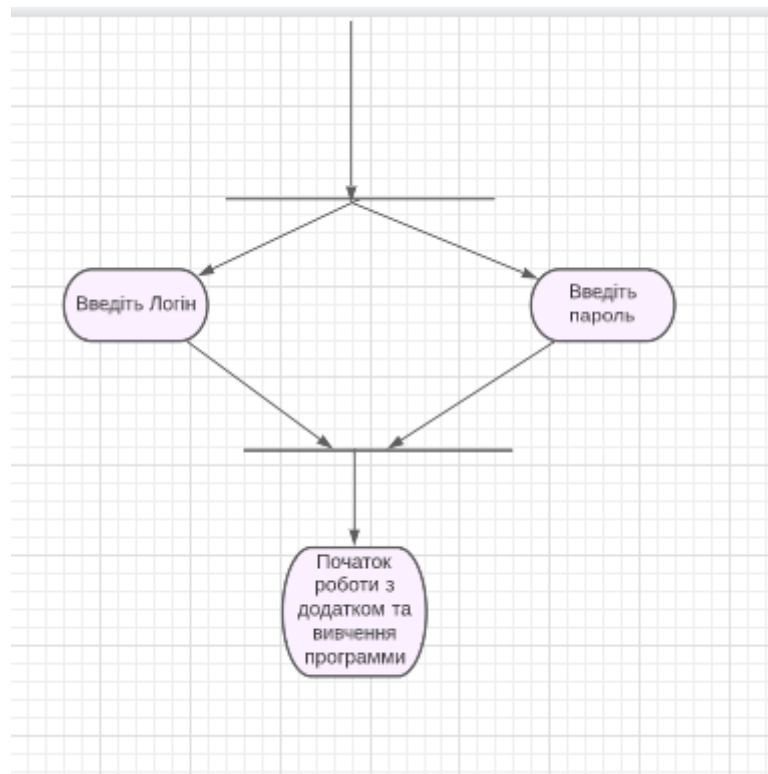 Введіть Логін
Введіть
пароль
Початок
роботи з
додатком та
вивчення
программи